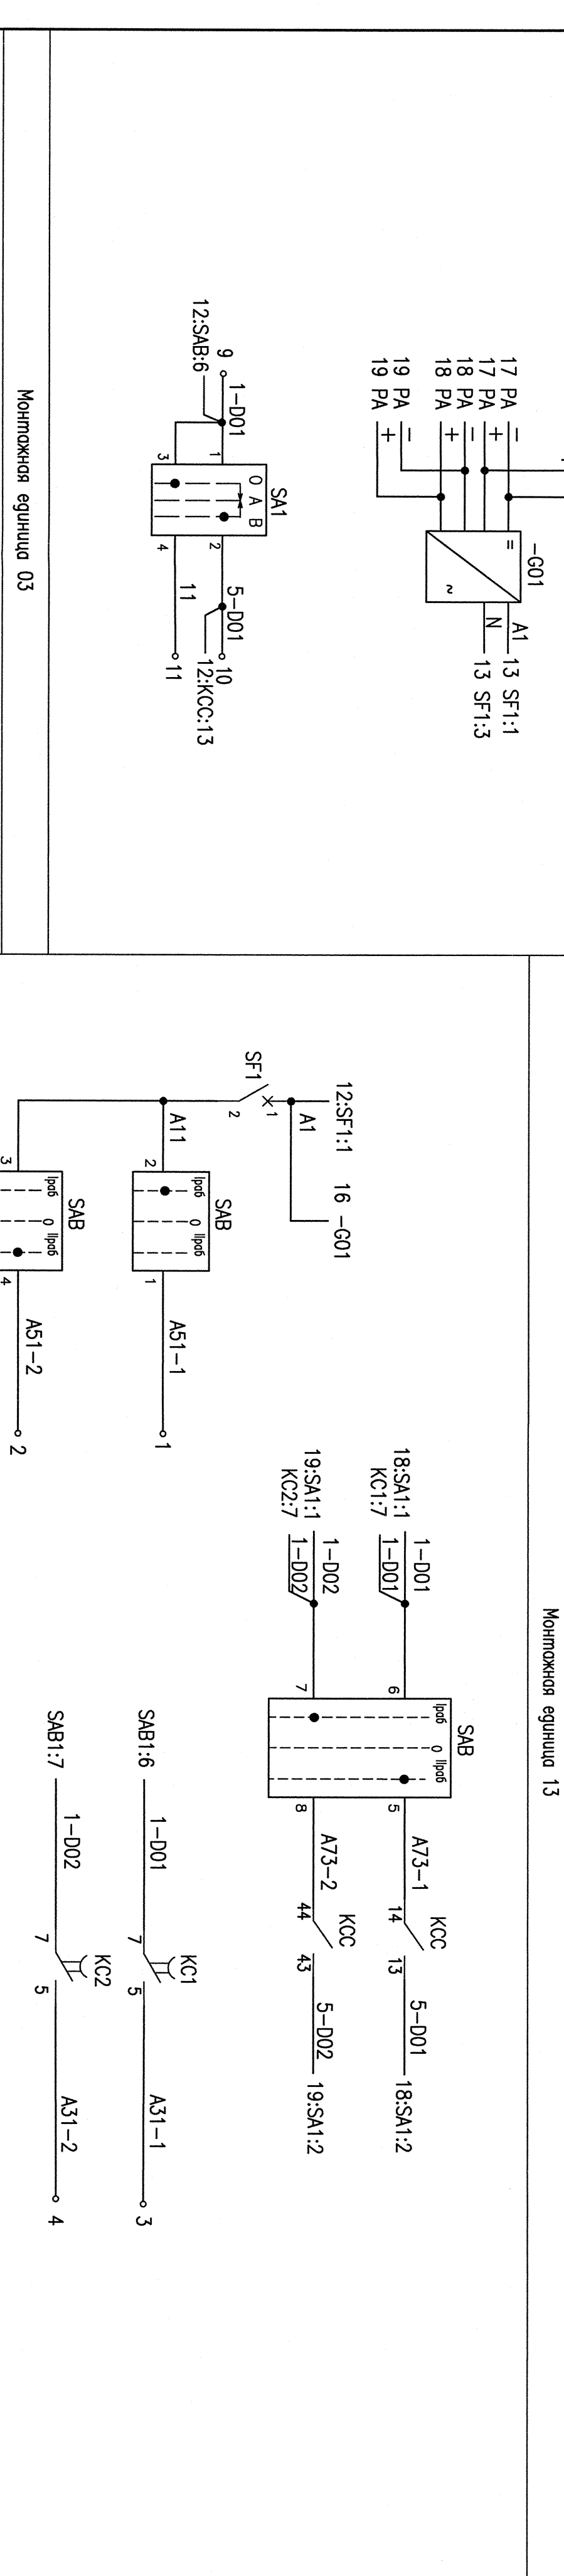 17 PA −
17 PA +
18 PA −
18 PA +
19 PA −
19 PA +
−G01
=
~
A1
N
13 SF1:1
13 SF1:3
9
1−D01
12:SAB:6
1
3
SA1
0 A B
2
4
5−D01
10
12:KCC:13
11
11
Монтажная единица 03
Монтажная единица 13
12:SF1:1
16 −G01
A1
SF1
1
2
A11
2
SAB
Iраб 0 IIраб
1
A51−1
1
3
SAB
Iраб 0 IIраб
4
A51−2
2
18:SA1:1
KC1:7
1−D01
1−D01
19:SA1:1
KC2:7
1−D02
1−D02
6
7
SAB
Iраб 0 IIраб
5
8
A73−1
14
KCC
13
5−D01
18:SA1:2
A73−2
44
KCC
43
5−D02
19:SA1:2
SAB1:6
1−D01
7
KC1
5
A31−1
3
SAB1:7
1−D02
7
KC2
5
A31−2
4